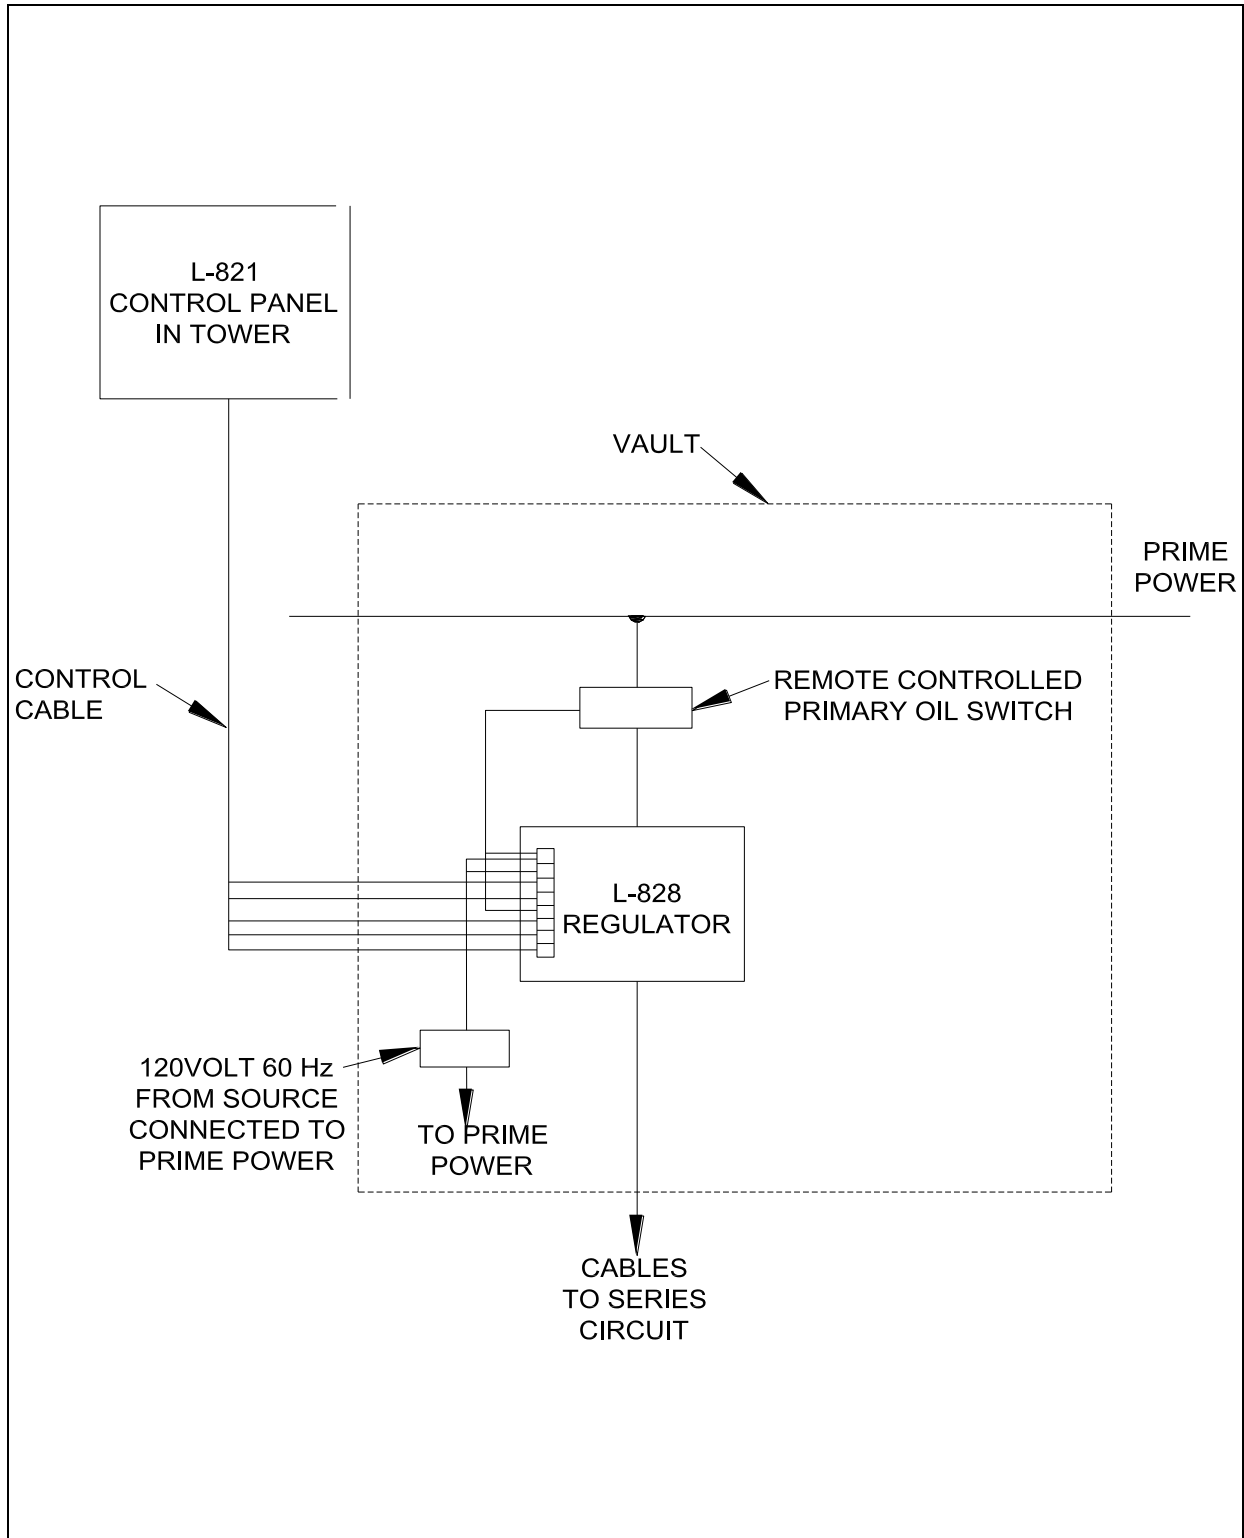 L-821
CONTROL PANEL
IN TOWER
VAULT
PRIME
POWER
CONTROL
CABLE
REMOTE CONTROLLED
PRIMARY OIL SWITCH
L-828
REGULATOR
120VOLT 60 Hz
FROM SOURCE
CONNECTED TO
PRIME POWER
TO PRIME
POWER
CABLES
TO SERIES
CIRCUIT